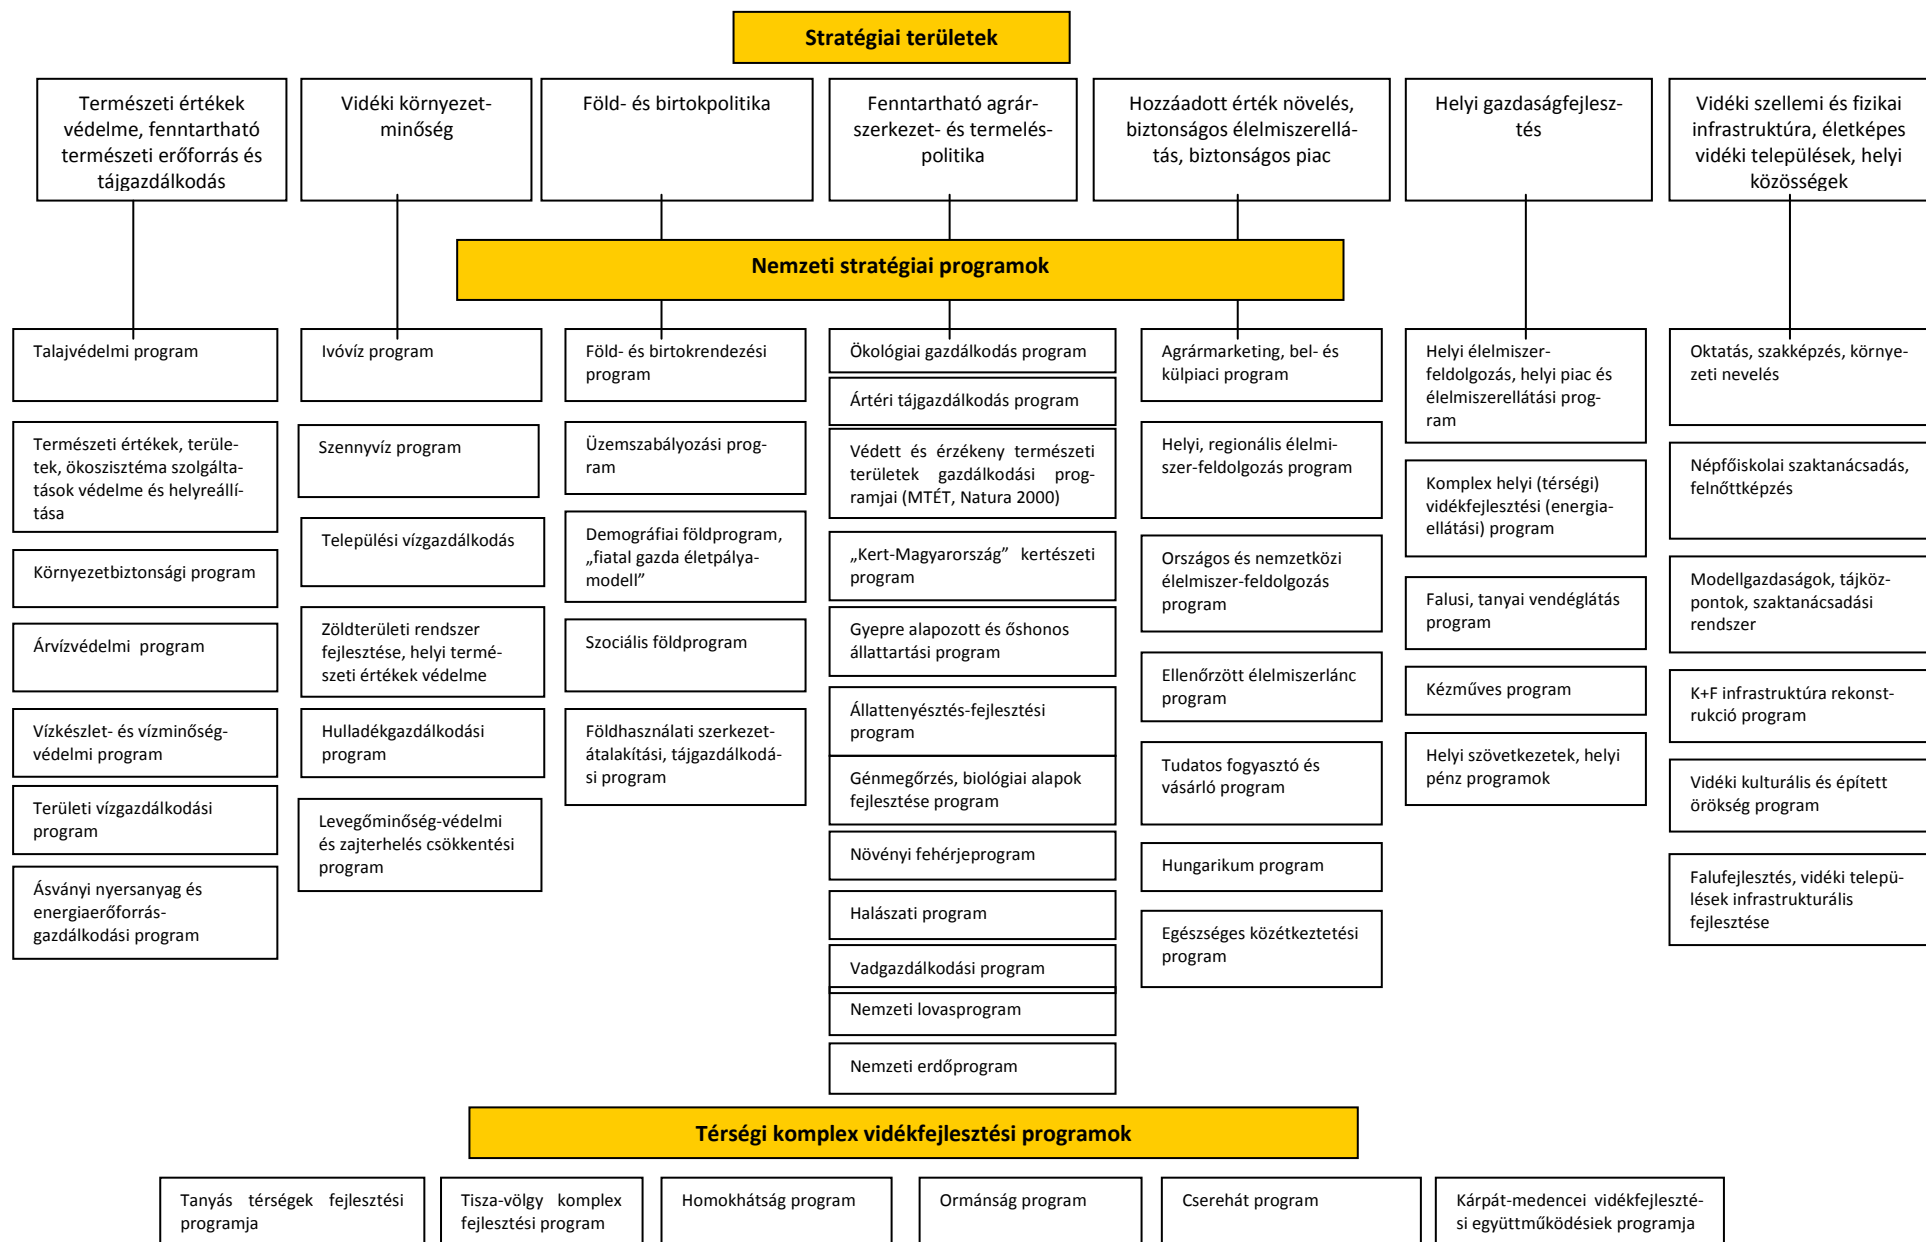 Stratégiai területek
Természeti értékek
védelme, fenntartható
természeti erőforrás és
tájgazdálkodás
Vidéki környezet-
minőség
Föld- és birtokpolitika
Fenntartható agrár-
szerkezet- és termelés-
politika
Hozzáadott érték növelés,
biztonságos élelmiszerellá-
tás, biztonságos piac
Helyi gazdaságfejlesz-
tés
Vidéki szellemi és fizikai
infrastruktúra, életképes
vidéki települések, helyi
közösségek
Nemzeti stratégiai programok
Talajvédelmi program
Természeti értékek, terüle-
tek, ökoszisztéma szolgálta-
tások védelme és helyreállí-
tása
Környezetbiztonsági program
Árvízvédelmi  program
Vízkészlet- és vízminőség-
védelmi program
Területi vízgazdálkodási
program
Ásványi nyersanyag és
energiaerőforrás-
gazdálkodási program
Ivóvíz program
Szennyvíz program
Települési vízgazdálkodás
Zöldterületi rendszer
fejlesztése, helyi termé-
szeti értékek védelme
Hulladékgazdálkodási
program
Levegőminőség-védelmi
és zajterhelés csökkentési
program
Föld- és birtokrendezési
program
Üzemszabályozási prog-
ram
Demográfiai földprogram,
„fiatal gazda életpálya-
modell”
Szociális földprogram
Földhasználati szerkezet-
átalakítási, tájgazdálkodá-
si program
Ökológiai gazdálkodás program
Ártéri tájgazdálkodás program
Védett és érzékeny természeti
területek gazdálkodási prog-
ramjai (MTÉT, Natura 2000)
„Kert-Magyarország” kertészeti
program
Gyepre alapozott és őshonos
állattartási program
Állattenyésztés-fejlesztési
program
Génmegőrzés, biológiai alapok
fejlesztése program
Növényi fehérjeprogram
Halászati program
Vadgazdálkodási program
Nemzeti lovasprogram
Nemzeti erdőprogram
Agrármarketing, bel- és
külpiaci program
Helyi, regionális élelmi-
szer-feldolgozás program
Országos és nemzetközi
élelmiszer-feldolgozás
program
Ellenőrzött élelmiszerlánc
program
Tudatos fogyasztó és
vásárló program
Hungarikum program
Egészséges közétkeztetési
program
Helyi élelmiszer-
feldolgozás, helyi piac és
élelmiszerellátási prog-
ram
Komplex helyi (térségi)
vidékfejlesztési (energia-
ellátási) program
Falusi, tanyai vendéglátás
program
Kézműves program
Helyi szövetkezetek, helyi
pénz programok
Oktatás, szakképzés, környe-
zeti nevelés
Népfőiskolai szaktanácsadás,
felnőttképzés
Modellgazdaságok, tájköz-
pontok, szaktanácsadási
rendszer
K+F infrastruktúra rekonst-
rukció program
Vidéki kulturális és épített
örökség program
Falufejlesztés, vidéki telepü-
lések infrastrukturális
fejlesztése
Térségi komplex vidékfejlesztési programok
Tanyás térségek fejlesztési
programja
Tisza-völgy komplex
fejlesztési program
Homokhátság program
Ormánság program
Cserehát program
Kárpát-medencei vidékfejleszté-
si együttműködésiek programja